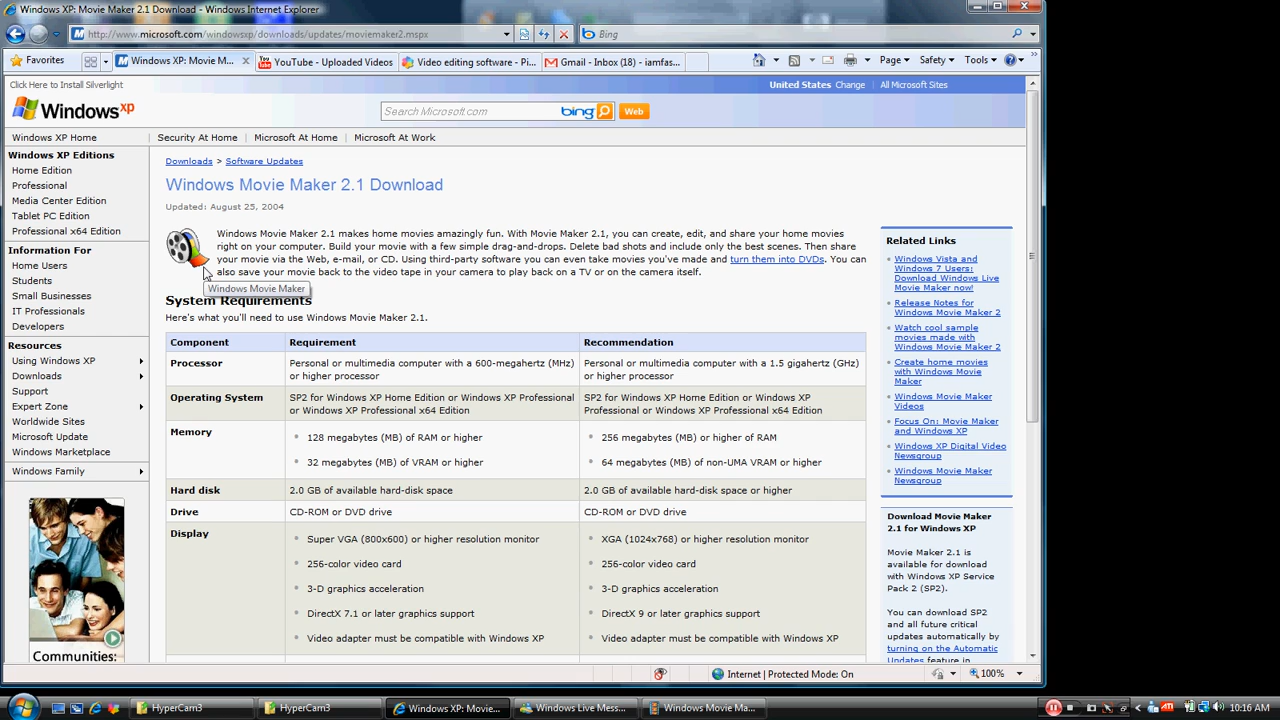 Windows XP: Movie Maker 2.1 Download - Windows Internet Explorer
http://www.microsoft.com/windowsxp/downloads/updates/moviemaker2.mspx
Bing
Favorites
Windows XP: Movie M...
YouTube - Uploaded Videos
Video editing software - Pi...
Gmail - Inbox (18) - iamfas...
Page
Safety
Tools
Click Here to Install Silverlight
United States Change
All Microsoft Sites
Windows xp
Search Microsoft.com
bing
Web
Windows XP Home
Security At Home
Microsoft At Home
Microsoft At Work
Windows XP Editions
Home Edition
Professional
Media Center Edition
Tablet PC Edition
Professional x64 Edition
Information For
Home Users
Students
Small Businesses
IT Professionals
Developers
Resources
Using Windows XP
Downloads
Support
Expert Zone
Worldwide Sites
Microsoft Update
Windows Marketplace
Windows Family
Communities:
Downloads > Software Updates
Windows Movie Maker 2.1 Download
Updated: August 25, 2004
Windows Movie Maker 2.1 makes home movies amazingly fun. With Movie Maker 2.1, you can create, edit, and share your home movies
right on your computer. Build your movie with a few simple drag-and-drops. Delete bad shots and include only the best scenes. Then share
your movie via the Web, e-mail, or CD. Using third-party software you can even take movies you've made and turn them into DVDs. You can
also save your movie back to the video tape in your camera to play back on a TV or on the camera itself.
Windows Movie Maker
System Requirements
Here's what you'll need to use Windows Movie Maker 2.1.
Component
Requirement
Recommendation
Processor
Personal or multimedia computer with a 600-megahertz (MHz)
or higher processor
Personal or multimedia computer with a 1.5 gigahertz (GHz)
or higher processor
Operating System
SP2 for Windows XP Home Edition or Windows XP Professional
or Windows XP Professional x64 Edition
SP2 for Windows XP Home Edition or Windows XP
Professional or Windows XP Professional x64 Edition
Memory
128 megabytes (MB) of RAM or higher
256 megabytes (MB) or higher of RAM
32 megabytes (MB) of VRAM or higher
64 megabytes (MB) of non-UMA VRAM or higher
Hard disk
2.0 GB of available hard-disk space
2.0 GB of available hard-disk space or higher
Drive
CD-ROM or DVD drive
CD-ROM or DVD drive
Display
Super VGA (800x600) or higher resolution monitor
XGA (1024x768) or higher resolution monitor
256-color video card
256-color video card
3-D graphics acceleration
3-D graphics acceleration
DirectX 7.1 or later graphics support
DirectX 9 or later graphics support
Video adapter must be compatible with Windows XP
Video adapter must be compatible with Windows XP
Related Links
Windows Vista and
Windows 7 Users:
Download Windows Live
Movie Maker now!
Release Notes for
Windows Movie Maker 2
Watch cool sample
movies made with
Windows Movie Maker 2
Create home movies
with Windows Movie
Maker
Windows Movie Maker
Videos
Focus On: Movie Maker
and Windows XP
Windows XP Digital Video
Newsgroup
Windows Movie Maker
Newsgroup
Download Movie Maker
2.1 for Windows XP
Movie Maker 2.1 is
available for download
with Windows XP Service
Pack 2 (SP2).
You can download SP2
and all future critical
updates automatically by
turning on the Automatic
Updates feature in
Internet | Protected Mode: On
100%
HyperCam3
HyperCam3
Windows XP: Movie...
Windows Live Mess...
Windows Movie Ma...
10:16 AM